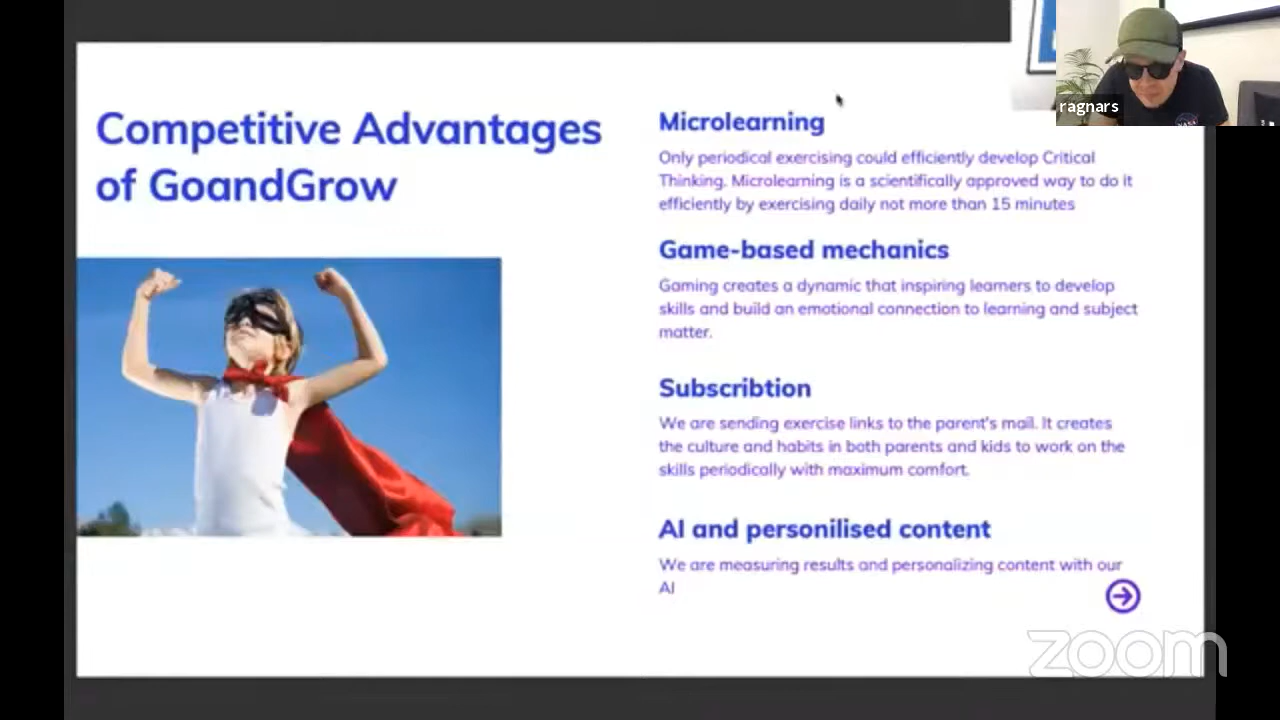 Competitive Advantages
of GoandGrow
Microlearning
Only periodical exercising could efficiently develop Critical
Thinking. Microlearning is a scientifically approved way to do it
efficiently by exercising daily not more than 15 minutes
Game-based mechanics
Gaming creates a dynamic that inspiring learners to develop
skills and build an emotional connection to learning and subject
matter.
Subscribtion
We are sending exercise links to the parent's mail. It creates
the culture and habits in both parents and kids to work on the
skills periodically with maximum comfort.
AI and personilised content
We are measuring results and personalizing content with our
AI
ragnars
NASA
zoom